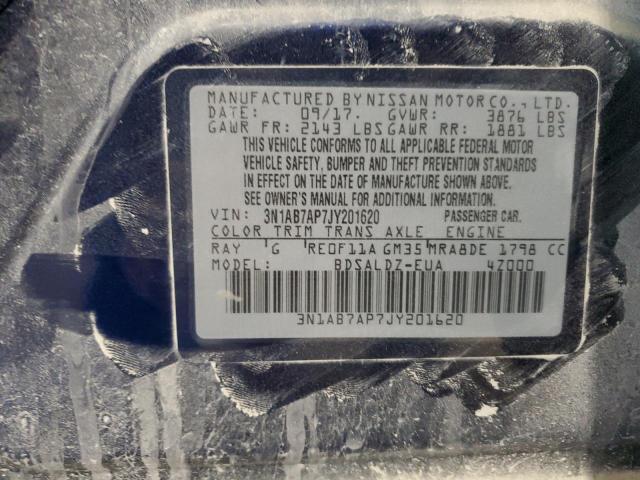 MANUFACTURED BY NISSAN MOTOR CO., LTD.
DATE: 09/17. GVWR: 3876 LBS
GAWR FR: 2143 LBS GAWR RR: 1881 LBS
THIS VEHICLE CONFORMS TO ALL APPLICABLE FEDERAL MOTOR
VEHICLE SAFETY, BUMPER AND THEFT PREVENTION STANDARDS
IN EFFECT ON THE DATE OF MANUFACTURE SHOWN ABOVE.
SEE OWNER'S MANUAL FOR ADDITIONAL INFORMATION.
VIN: 3N1AB7AP7JY201620 PASSENGER CAR.
COLOR TRIM TRANS AXLE ENGINE
RAY G RE0F11A GM35 MRA8DE 1798 CC
MODEL: BDSALDZ-EUA 4Z000
3N1AB7AP7JY201620